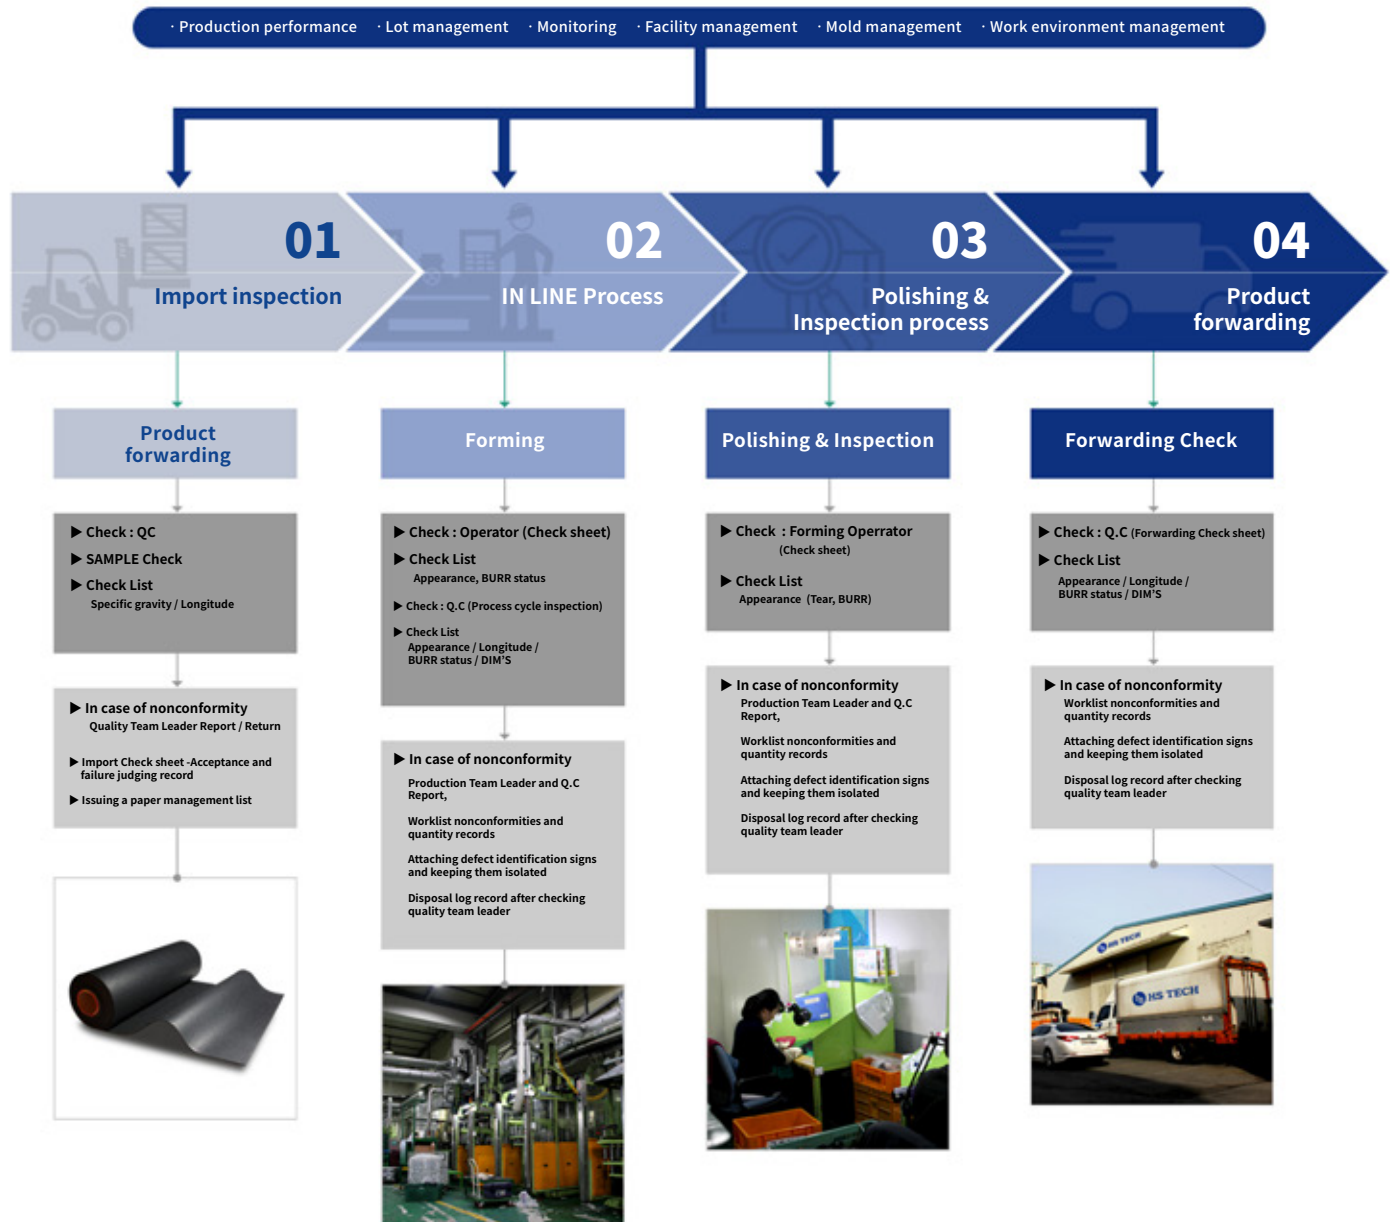 · Production performance · Lot management · Monitoring · Facility management · Mold management · Work environment management
01
Import inspection
02
IN LINE Process
03
Polishing &
Inspection process
04
Product
forwarding
Product
forwarding
▶ Check : QC
▶ SAMPLE Check
▶ Check List
Specific gravity / Longitude
▶ In case of nonconformity
Quality Team Leader Report / Return
▶ Import Check sheet -Acceptance and
failure judging record
▶ Issuing a paper management list
Forming
▶ Check : Operator (Check sheet)
▶ Check List
Appearance, BURR status
▶ Check : Q.C (Process cycle inspection)
▶ Check List
Appearance / Longitude /
BURR status / DIM'S
▶ In case of nonconformity
Production Team Leader and Q.C
Report,
Worklist nonconformities and
quantity records
Attaching defect identification signs
and keeping them isolated
Disposal log record after checking
quality team leader
Polishing & Inspection
▶ Check : Forming Operrator
(Check sheet)
▶ Check List
Appearance (Tear, BURR)
▶ In case of nonconformity
Production Team Leader and Q.C
Report,
Worklist nonconformities and
quantity records
Attaching defect identification signs
and keeping them isolated
Disposal log record after checking
quality team leader
Forwarding Check
▶ Check : Q.C (Forwarding Check sheet)
▶ Check List
Appearance / Longitude /
BURR status / DIM'S
▶ In case of nonconformity
Worklist nonconformities and
quantity records
Attaching defect identification signs
and keeping them isolated
Disposal log record after checking
quality team leader
HS TECH
HS TECH